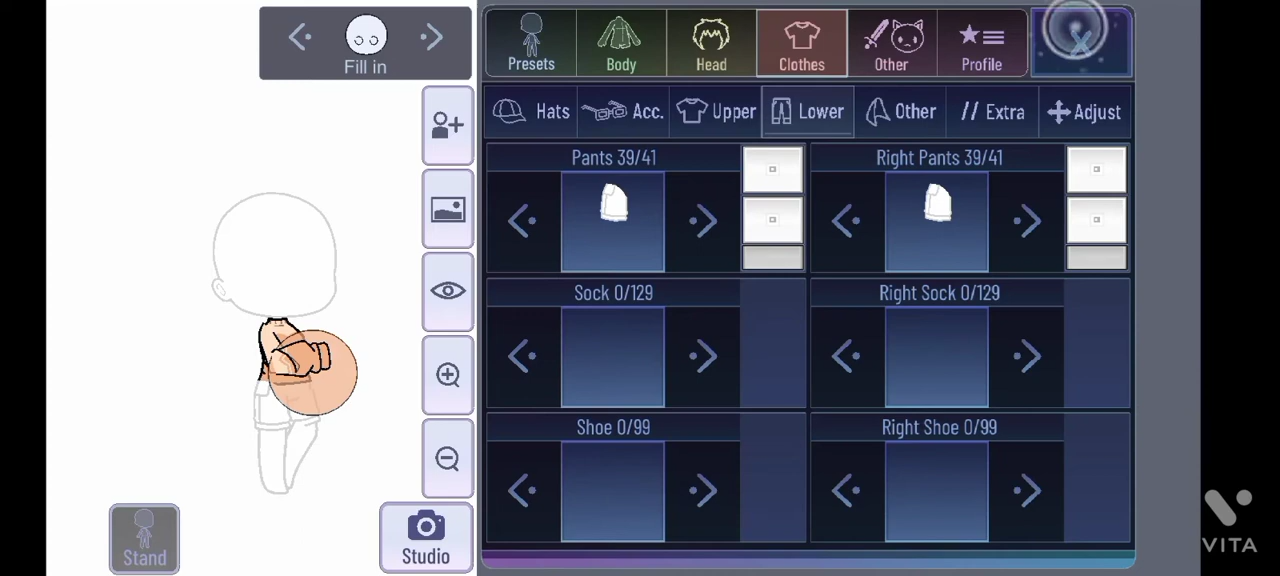 Fill in
Presets
Body
Head
Clothes
Other
Profile
X
Hats
Acc.
Upper
Lower
Other
Extra
Adjust
Pants 39/41
Right Pants 39/41
Sock 0/129
Right Sock 0/129
Shoe 0/99
Right Shoe 0/99
Stand
Studio
VITA